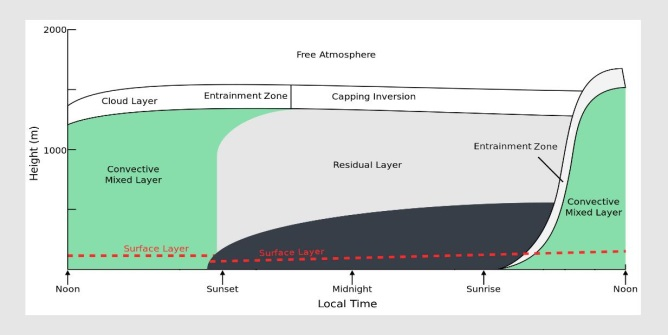 2000
Free Atmosphere
Cloud Layer
Entrainment Zone
Capping Inversion
1000
Height (m)
Convective
Mixed Layer
Residual Layer
Entrainment Zone
Convective
Mixed Layer
Surface Layer
Surface Layer
Noon
Sunset
Midnight
Sunrise
Noon
Local Time